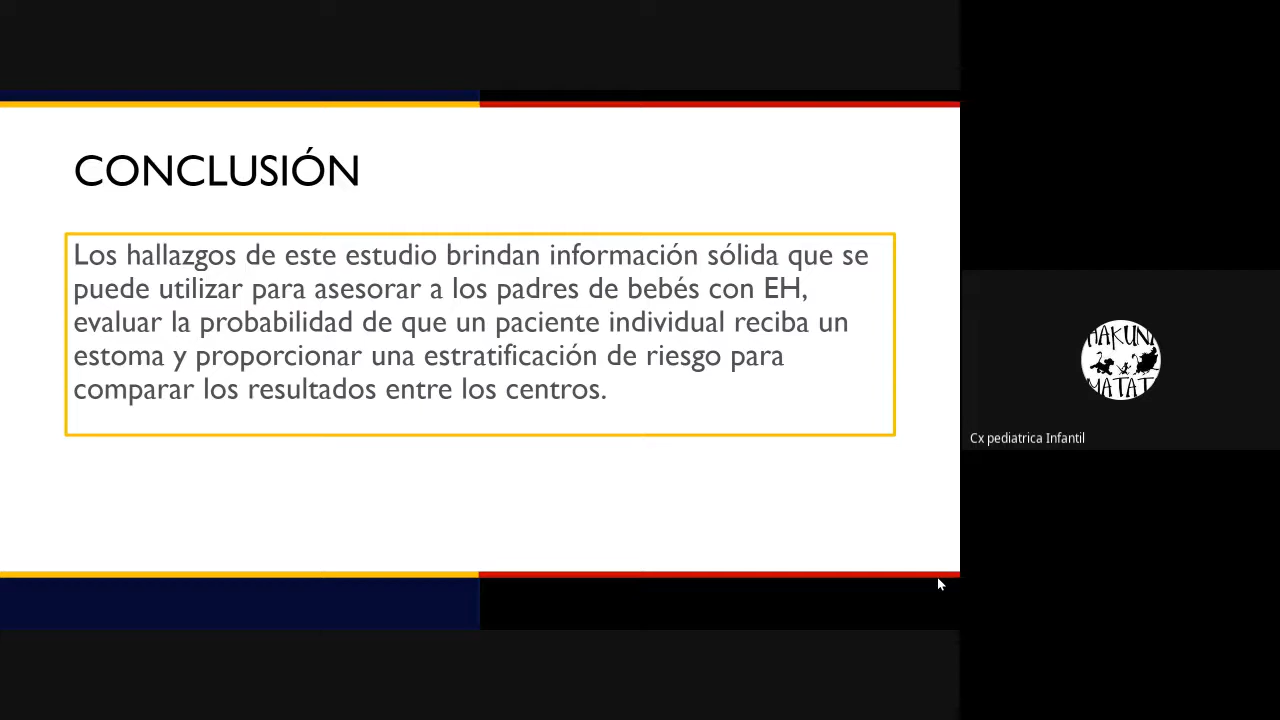 CONCLUSIÓN
Los hallazgos de este estudio brindan información sólida que se
puede utilizar para asesorar a los padres de bebés con EH,
evaluar la probabilidad de que un paciente individual reciba un
estoma y proporcionar una estratificación de riesgo para
comparar los resultados entre los centros.
HAKUNA
MATAT
Cx pediatrica Infantil